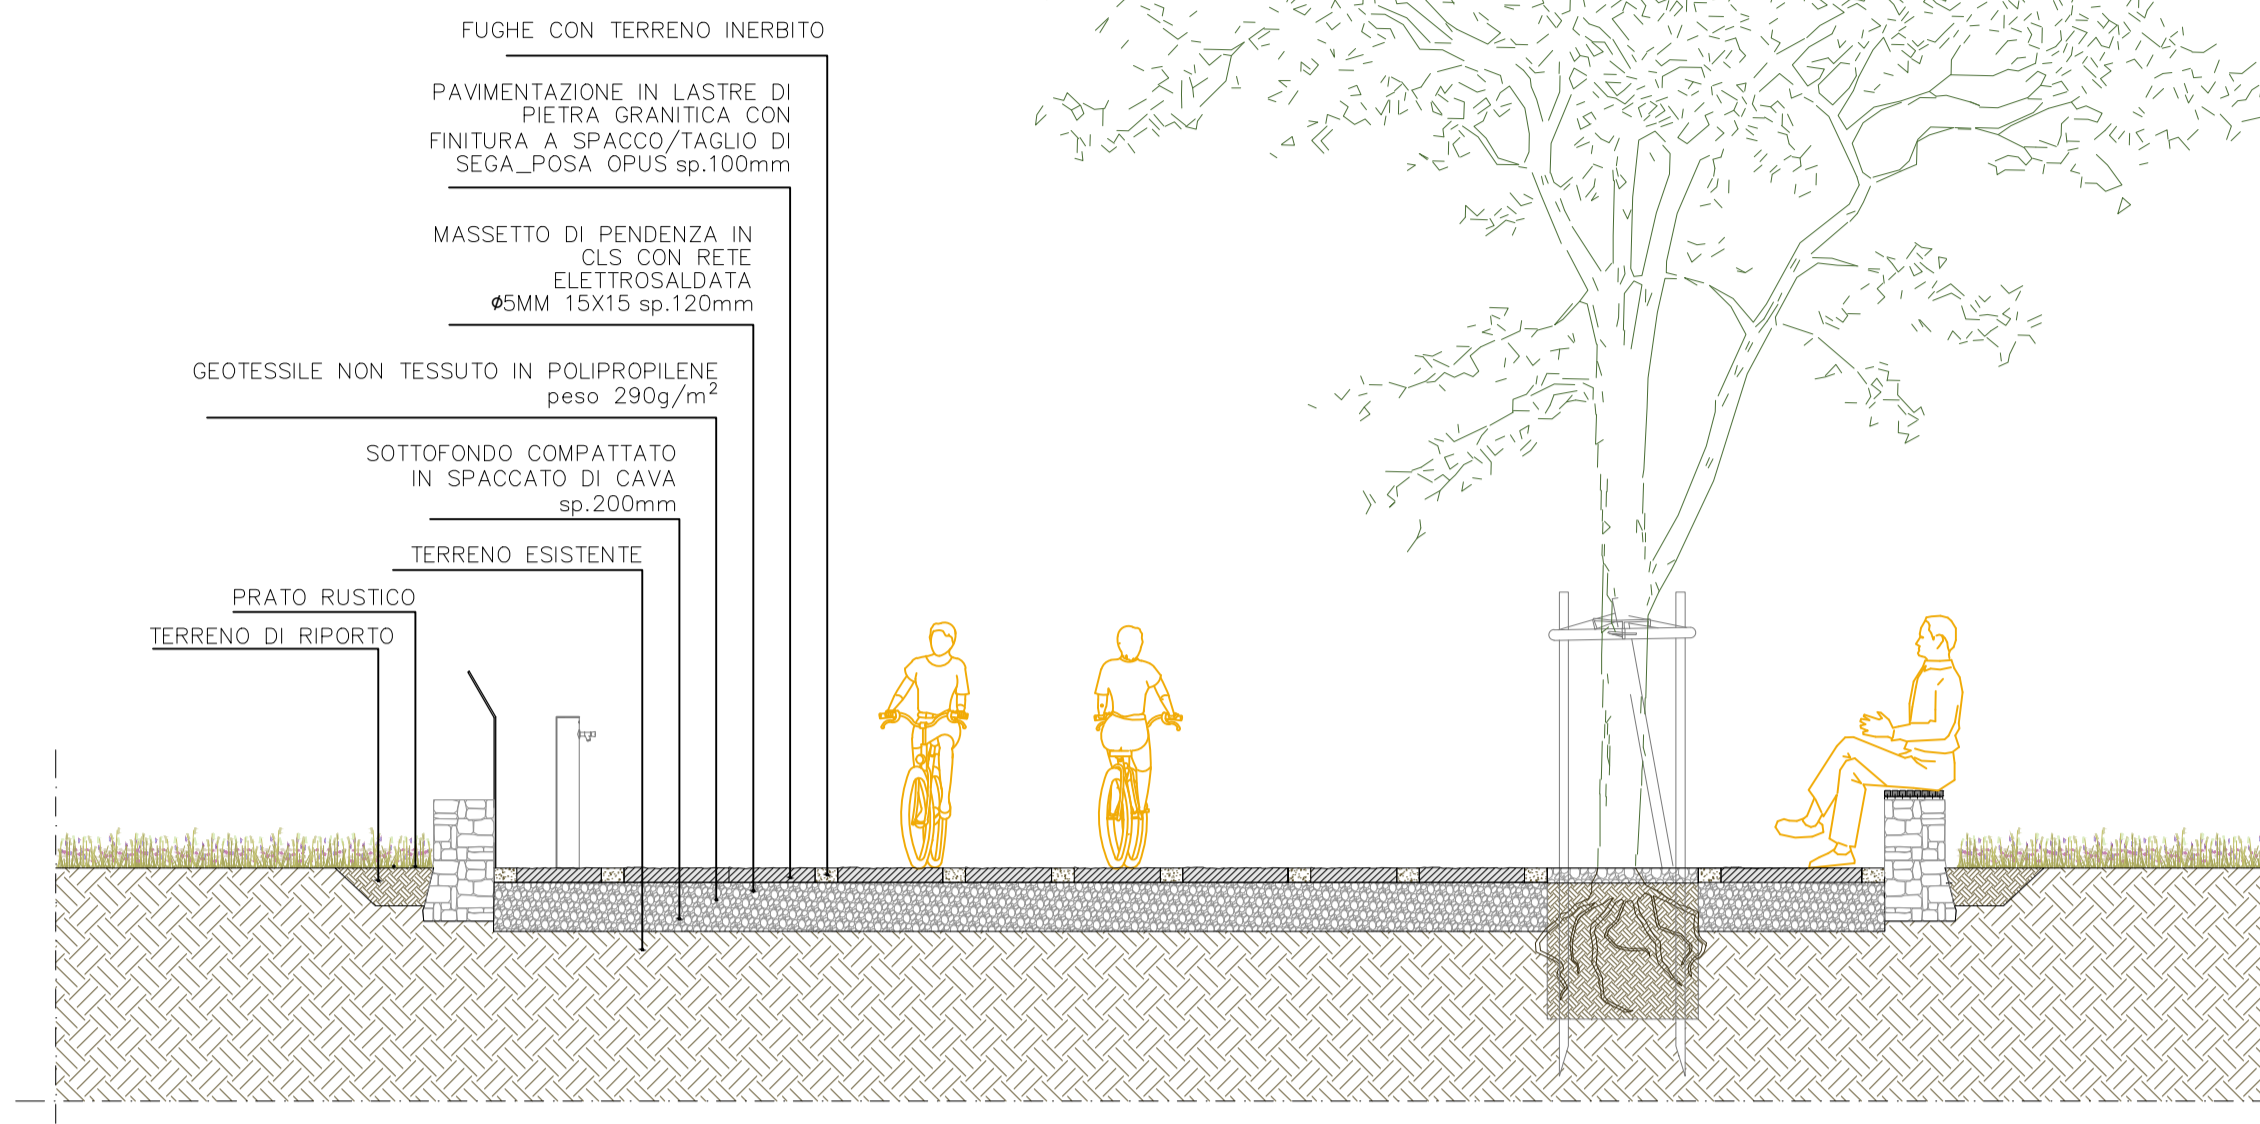 FUGHE CON TERRENO INERBITO
PAVIMENTAZIONE IN LASTRE DI
PIETRA GRANITICA CON
FINITURA A SPACCO/TAGLIO DI
SEGA_POSA OPUS sp.100mm
MASSETTO DI PENDENZA IN
CLS CON RETE
ELETTROSALDATA
ø5MM 15X15 sp.120mm
GEOTESSILE NON TESSUTO IN POLIPROPILENE
peso 290g/m²
SOTTOFONDO COMPATTATO
IN SPACCATO DI CAVA
sp.200mm
TERRENO ESISTENTE
PRATO RUSTICO
TERRENO DI RIPORTO